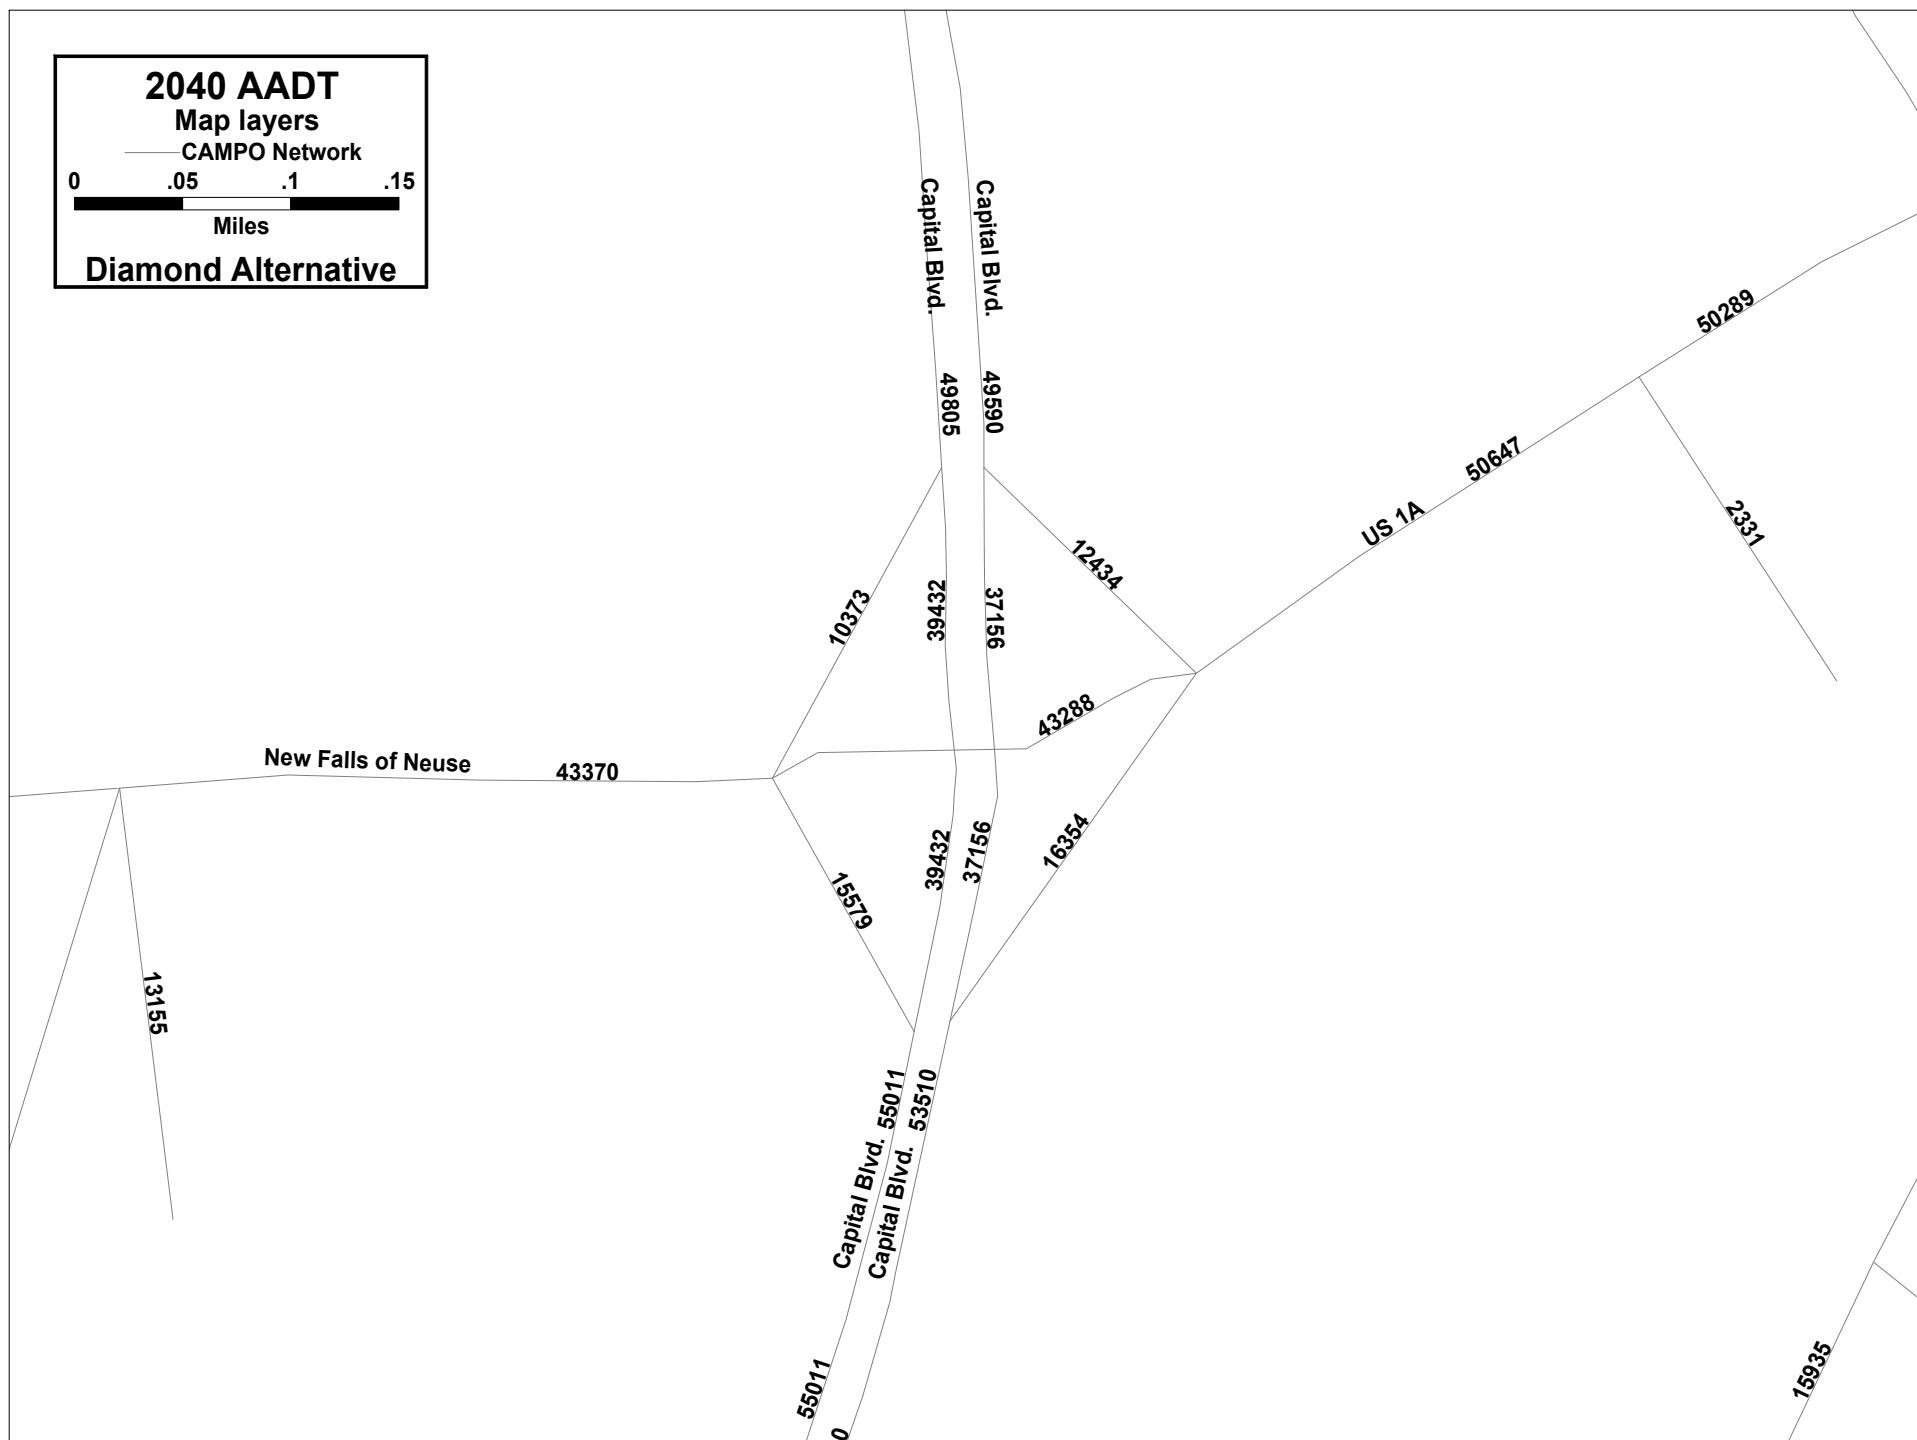 2040 AADT
Map layers
CAMPO Network
0 .05 .1 .15
Miles
Diamond Alternative
Capital Blvd.
Capital Blvd.
50289
49805
49590
50647
US 1A
2331
12434
10373
39432
37156
43288
New Falls of Neuse
43370
39432
37156
16354
15579
13155
55011
53510
Capital Blvd.
Capital Blvd.
55011
0
15935